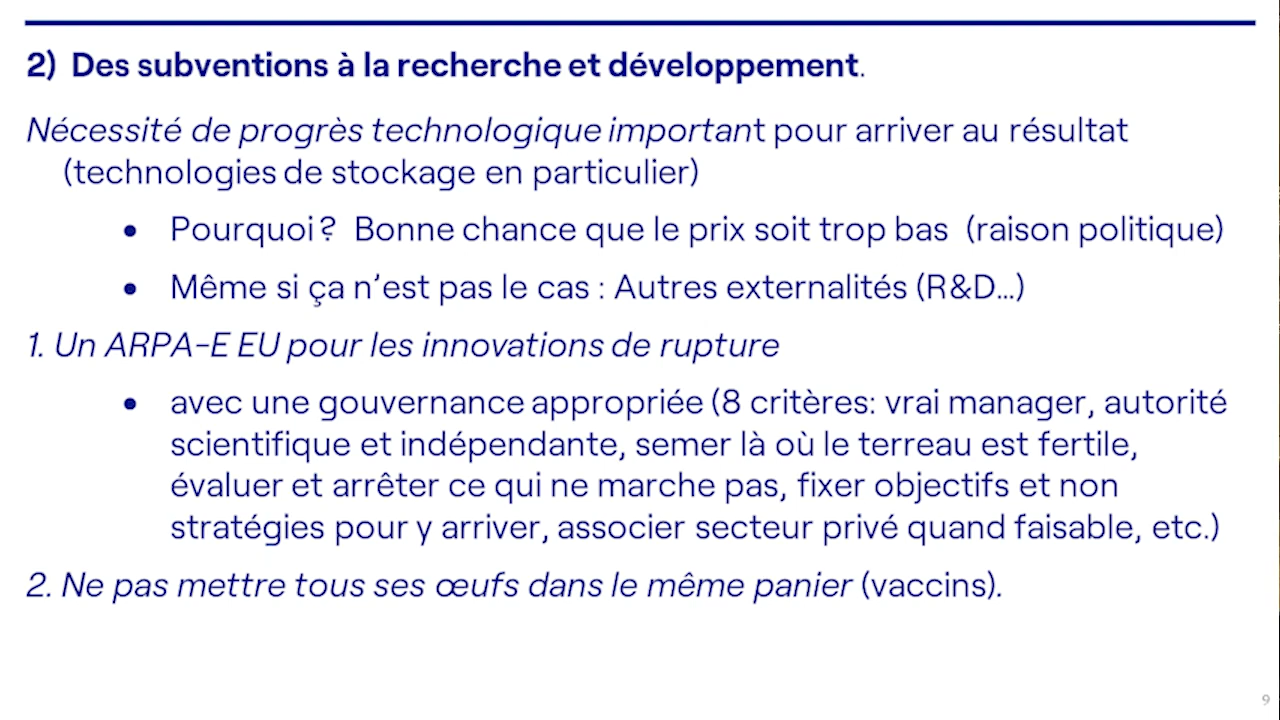 2) Des subventions à la recherche et développement.
Nécessité de progrès technologique important pour arriver au résultat
(technologies de stockage en particulier)
• Pourquoi ? Bonne chance que le prix soit trop bas (raison politique)
• Même si ça n’est pas le cas : Autres externalités (R&D…)
1. Un ARPA-E EU pour les innovations de rupture
• avec une gouvernance appropriée (8 critères: vrai manager, autorité
scientifique et indépendante, semer là où le terreau est fertile,
évaluer et arrêter ce qui ne marche pas, fixer objectifs et non
stratégies pour y arriver, associer secteur privé quand faisable, etc.)
2. Ne pas mettre tous ses œufs dans le même panier (vaccins).
9